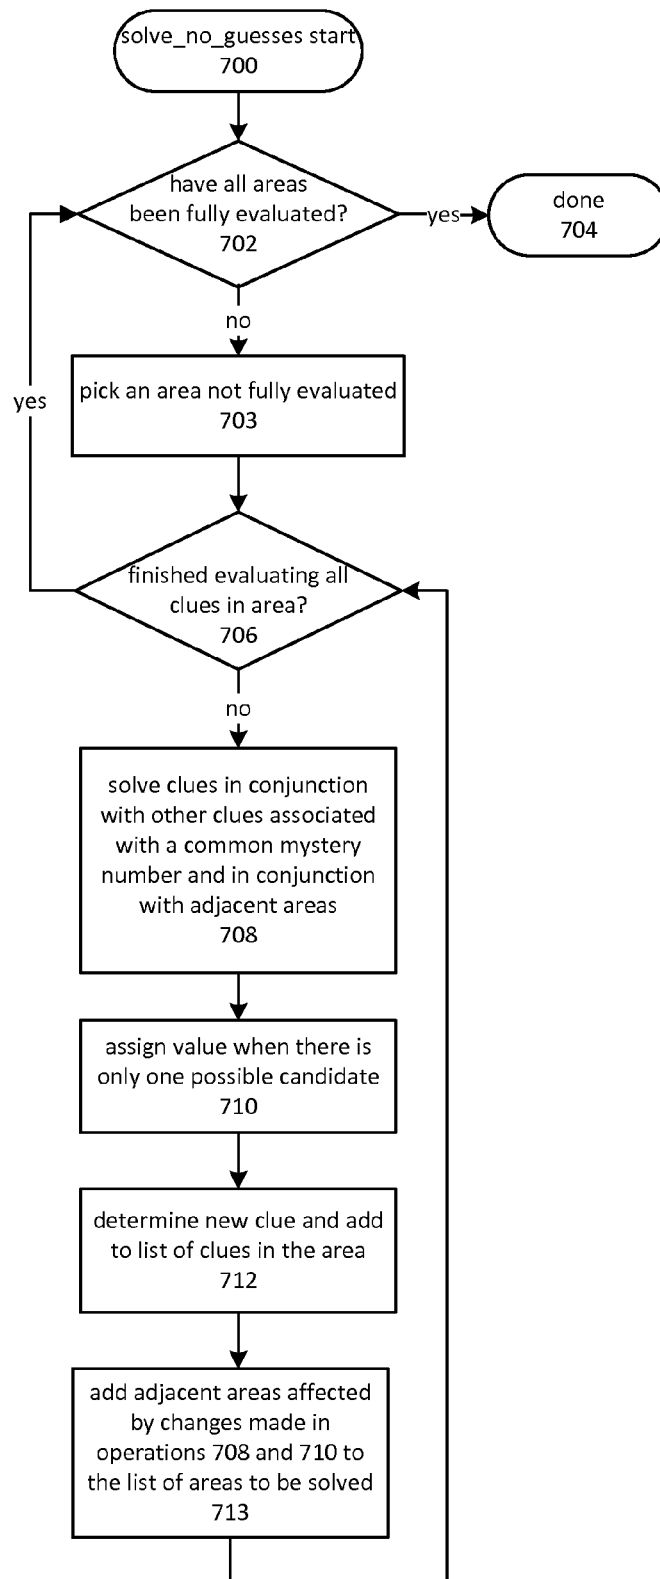 solve_no_guesses start
700
have all areas
been fully evaluated?
702
yes
done
704
no
pick an area not fully evaluated
703
yes
finished evaluating all
clues in area?
706
no
solve clues in conjunction
with other clues associated
with a common mystery
number and in conjunction
with adjacent areas
708
assign value when there is
only one possible candidate
710
determine new clue and add
to list of clues in the area
712
add adjacent areas affected
by changes made in
operations 708 and 710 to
the list of areas to be solved
713